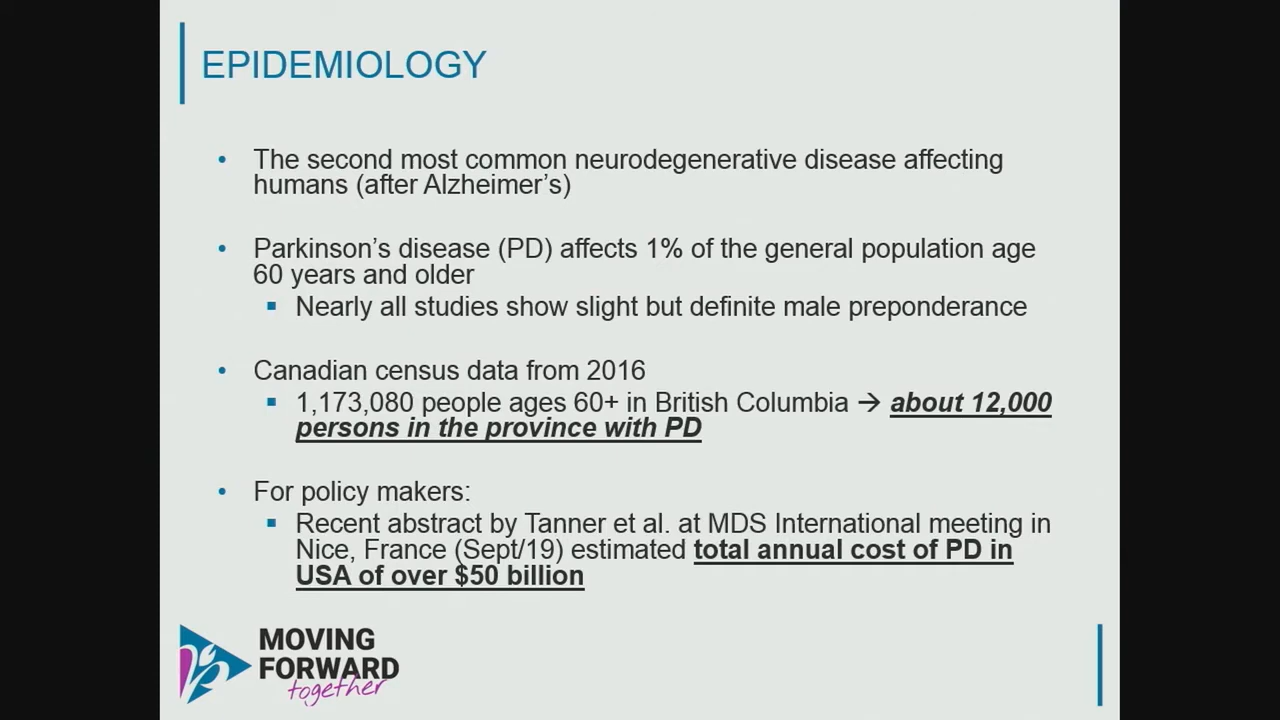 EPIDEMIOLOGY
• The second most common neurodegenerative disease affecting
humans (after Alzheimer’s)
• Parkinson’s disease (PD) affects 1% of the general population age
60 years and older
▪ Nearly all studies show slight but definite male preponderance
• Canadian census data from 2016
▪ 1,173,080 people ages 60+ in British Columbia → about 12,000
persons in the province with PD
• For policy makers:
▪ Recent abstract by Tanner et al. at MDS International meeting in
Nice, France (Sept/19) estimated total annual cost of PD in
USA of over $50 billion
MOVING
FORWARD
together